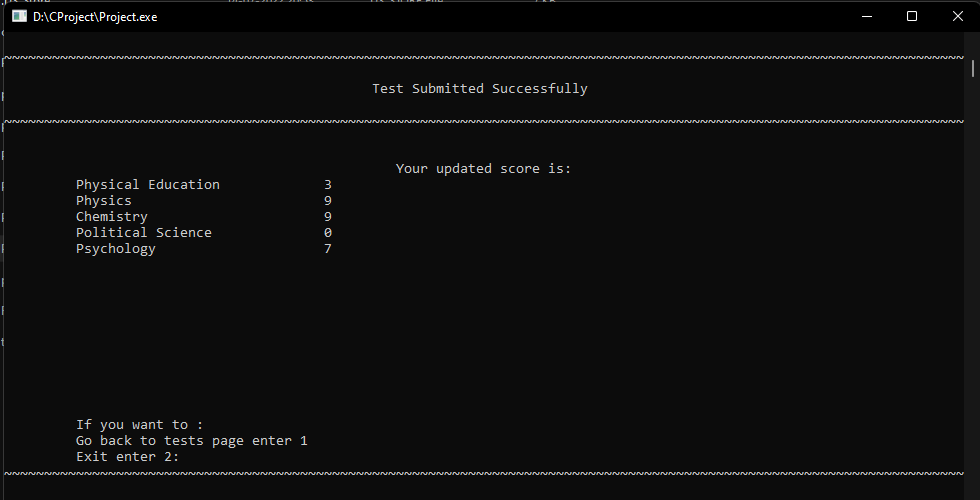 D:\CProject\Project.exe
Test Submitted Successfully
Your updated score is:
Physical Education 3
Physics 9
Chemistry 9
Political Science 0
Psychology 7
If you want to :
Go back to tests page enter 1
Exit enter 2: